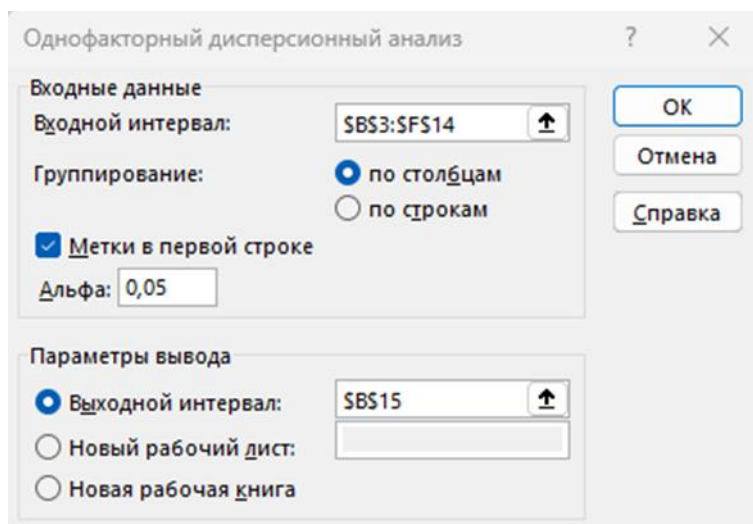 Однофакторный дисперсионный анализ ? ×
Входные данные
Входной интервал: $B$3:$F$14
Группирование: по столбцам
по строкам
Метки в первой строке
Альфа: 0,05
ОК
Отмена
Справка
Параметры вывода
Выходной интервал: $B$15
Новый рабочий лист:
Новая рабочая книга